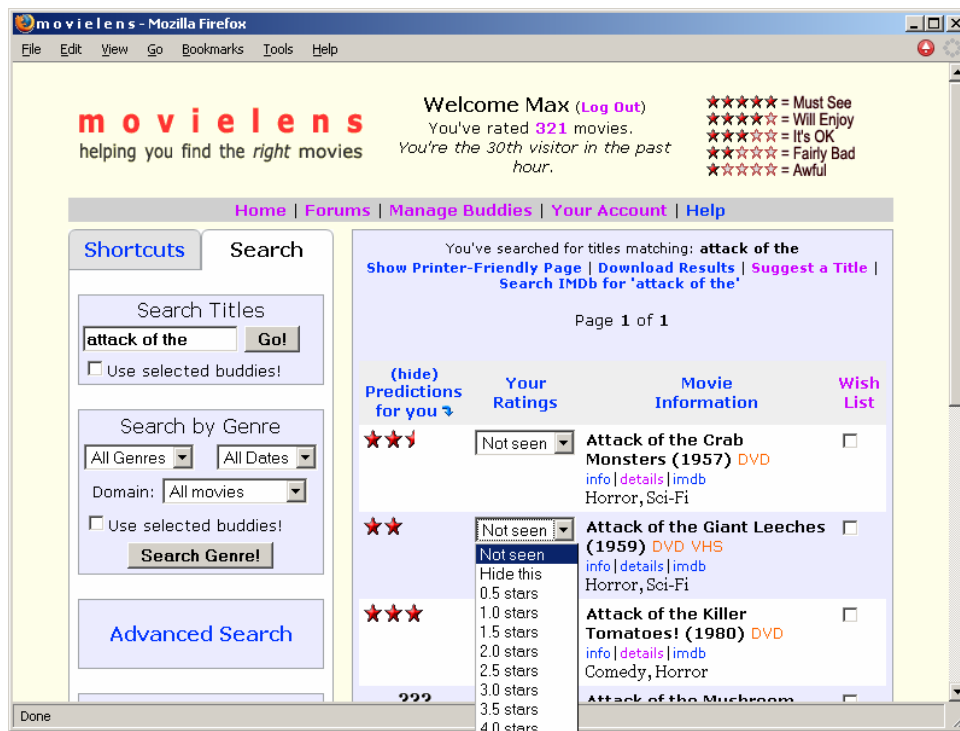 movielens - Mozilla Firefox
File Edit View Go Bookmarks Tools Help
movielens
helping you find the right movies
Welcome Max (Log Out)
You've rated 321 movies.
You're the 30th visitor in the past
hour.
★★★★★ = Must See
★★★★☆ = Will Enjoy
★★★☆☆ = It's OK
★★☆☆☆ = Fairly Bad
★☆☆☆☆ = Awful
Home | Forums | Manage Buddies | Your Account | Help
Shortcuts Search
Search Titles
attack of the Go!
Use selected buddies!
Search by Genre
All Genres All Dates
Domain: All movies
Use selected buddies!
Search Genre!
Advanced Search
You've searched for titles matching: attack of the
Show Printer-Friendly Page | Download Results | Suggest a Title |
Search IMDb for 'attack of the'
Page 1 of 1
(hide)
Predictions
for you
Your
Ratings
Movie
Information
Wish
List
Not seen
Attack of the Crab
Monsters (1957) DVD
info | details | imdb
Horror, Sci-Fi
Not seen
Attack of the Giant Leeches
(1959) DVD VHS
info | details | imdb
Horror, Sci-Fi
Not seen
Hide this
0.5 stars
1.0 stars
1.5 stars
2.0 stars
2.5 stars
3.0 stars
3.5 stars
4.0 stars
Attack of the Killer
Tomatoes! (1980) DVD
info | details | imdb
Comedy, Horror
???
Attack of the Mushroom
Done